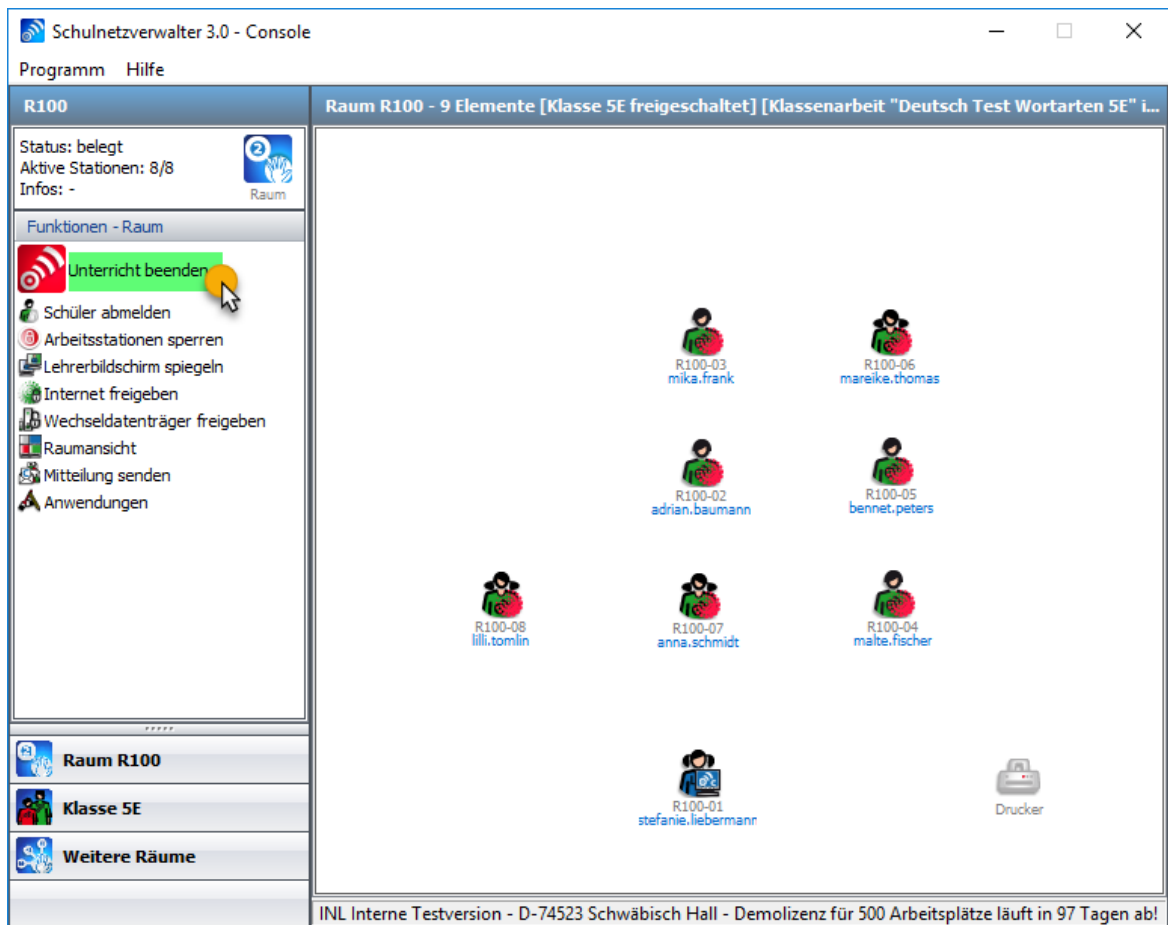 Schulnetzverwalter 3.0 - Console
Programm Hilfe
R100
Status: belegt
Aktive Stationen: 8/8
Infos: -
2
Raum
Funktionen - Raum
Unterricht beenden
Schüler abmelden
Arbeitsstationen sperren
Lehrerbildschirm spiegeln
Internet freigeben
Wechseldatenträger freigeben
Raumansicht
Mitteilung senden
Anwendungen
Raum R100
Klasse 5E
Weitere Räume
Raum R100 - 9 Elemente [Klasse 5E freigeschaltet] [Klassenarbeit "Deutsch Test Wortarten 5E" i...
R100-03
mika.frank
R100-06
mareike.thomas
R100-02
adrian.baumann
R100-05
bennet.peters
R100-08
lilli.tomlin
R100-07
anna.schmidt
R100-04
malte.fischer
R100-01
stefanie.liebermann
Drucker
INL Interne Testversion - D-74523 Schwäbisch Hall - Demolizenz für 500 Arbeitsplätze läuft in 97 Tagen ab!